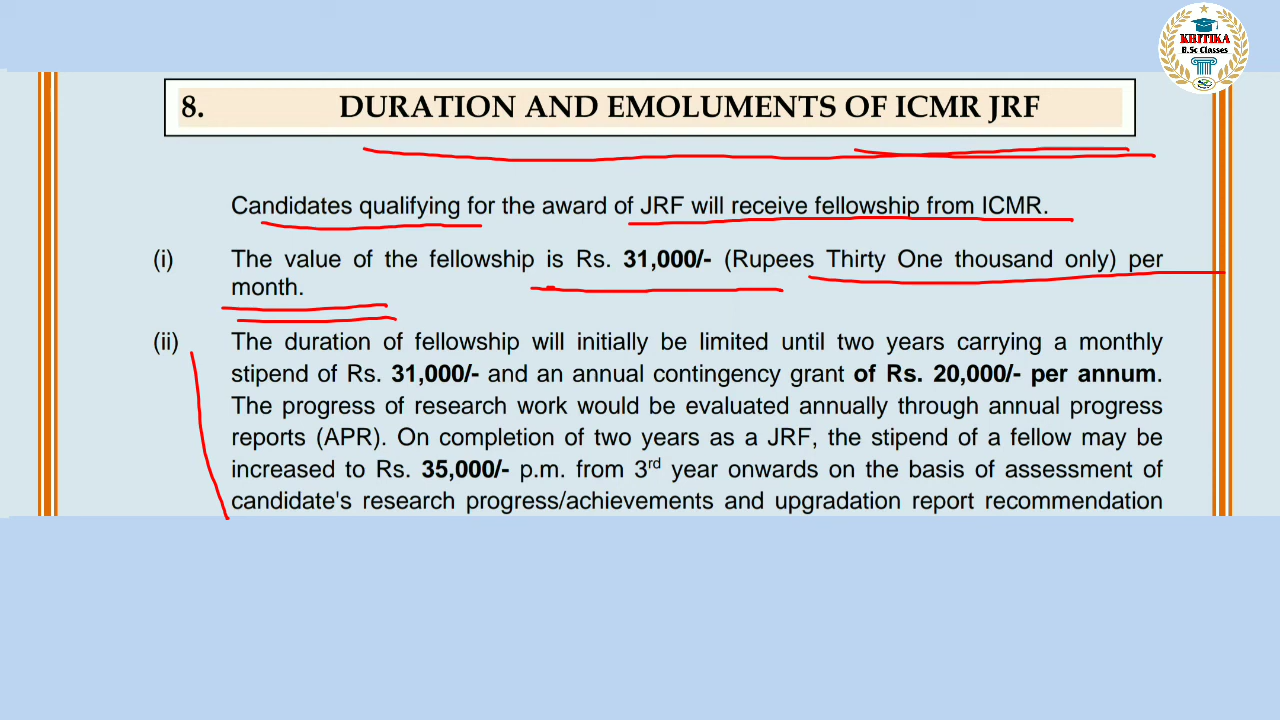 KRITIKA
B.Sc Classes
8. DURATION AND EMOLUMENTS OF ICMR JRF
Candidates qualifying for the award of JRF will receive fellowship from ICMR.
(i) The value of the fellowship is Rs. 31,000/- (Rupees Thirty One thousand only) per
month.
(ii) The duration of fellowship will initially be limited until two years carrying a monthly
stipend of Rs. 31,000/- and an annual contingency grant of Rs. 20,000/- per annum.
The progress of research work would be evaluated annually through annual progress
reports (APR). On completion of two years as a JRF, the stipend of a fellow may be
increased to Rs. 35,000/- p.m. from 3rd year onwards on the basis of assessment of
candidate's research progress/achievements and upgradation report recommendation